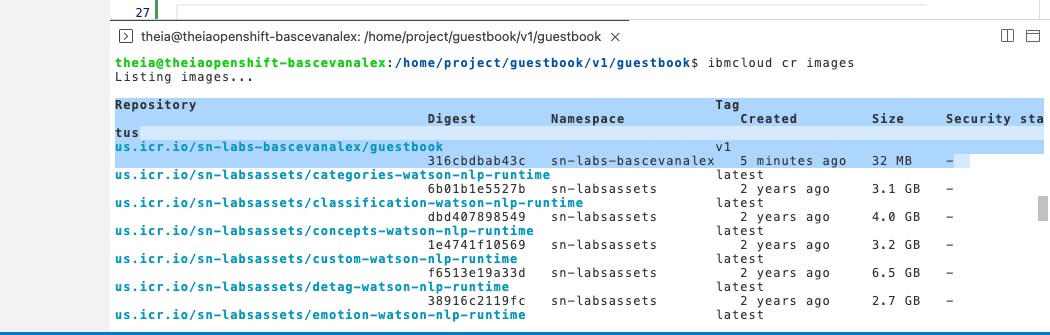 27
theia@theiaopenshift-bascevanalex: /home/project/guestbook/v1/guestbook ×
theia@theiaopenshift-bascevanalex:/home/project/guestbook/v1/guestbook$ ibmcloud cr images
Listing images...
Repository Tag
Digest Namespace Created Size Security sta
tus
us.icr.io/sn-labs-bascevanalex/guestbook v1
316cbdbab43c sn-labs-bascevanalex 5 minutes ago 32 MB –
us.icr.io/sn-labsassets/categories-watson-nlp-runtime latest
6b01b1e5527b sn-labsassets 2 years ago 3.1 GB –
us.icr.io/sn-labsassets/classification-watson-nlp-runtime latest
dbd407898549 sn-labsassets 2 years ago 4.0 GB –
us.icr.io/sn-labsassets/concepts-watson-nlp-runtime latest
1e4741f10569 sn-labsassets 2 years ago 3.2 GB –
us.icr.io/sn-labsassets/custom-watson-nlp-runtime latest
f6513e19a33d sn-labsassets 2 years ago 6.5 GB –
us.icr.io/sn-labsassets/detag-watson-nlp-runtime latest
38916c2119fc sn-labsassets 2 years ago 2.7 GB –
us.icr.io/sn-labsassets/emotion-watson-nlp-runtime latest